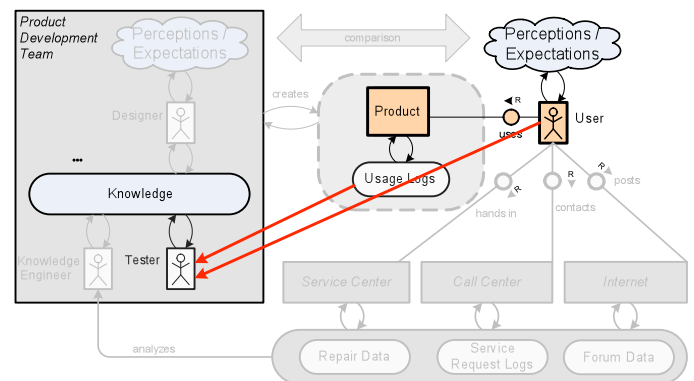 Product
Development
Team
Perceptions /
Expectations
comparison
Perceptions /
Expectations
Designer
creates
Product
R
uses
User
...
Knowledge
Usage Logs
R
R
R
posts
hands in
contacts
Knowledge
Engineer
Tester
Service Center
Call Center
Internet
analyzes
Repair Data
Service
Request Logs
Forum Data